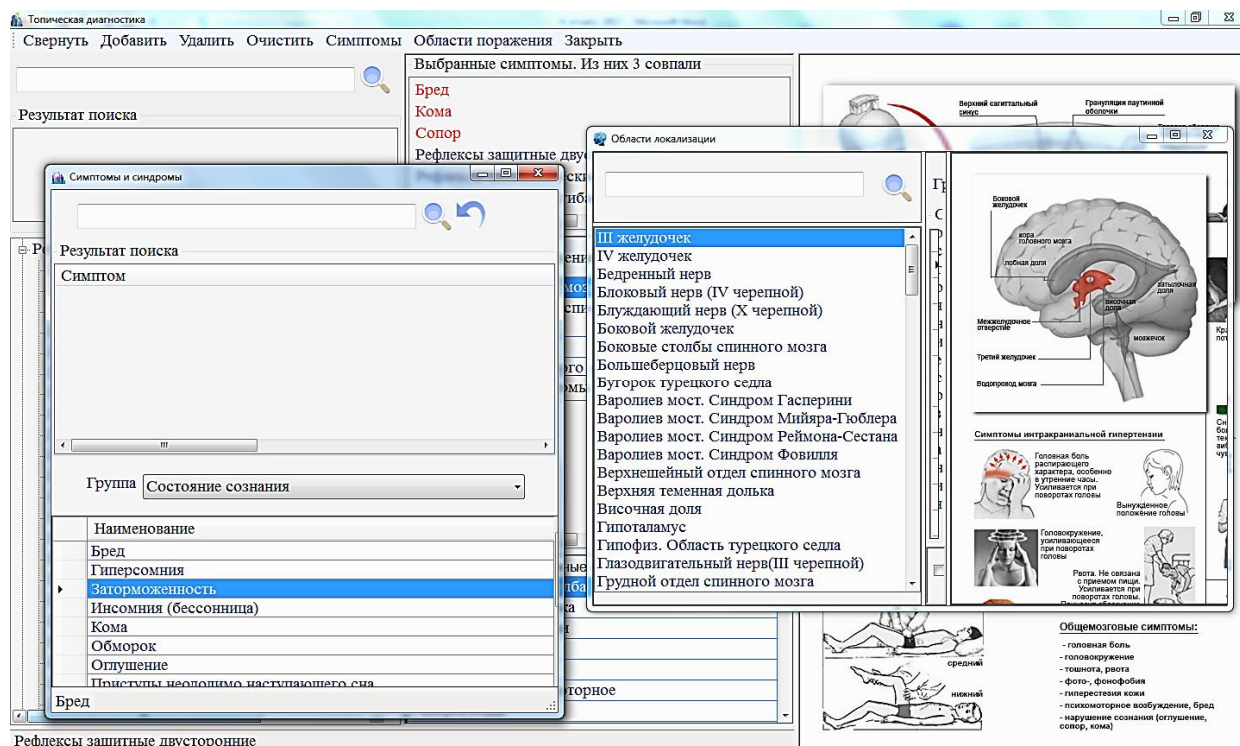 Топическая диагностика
Свернуть Добавить Удалить Очистить Симптомы Области поражения Закрыть
Результат поиска
Выбранные симптомы. Из них 3 совпали
Бред
Кома
Сопор
Рефлексы защитные
Симптомы и синдромы
Результат поиска
Симптом
Группа Состояние сознания
Наименование
Бред
Гиперсомния
Заторможенность
Инсомния (бессонница)
Кома
Обморок
Оглушение
Приступы неодолимо наступающего сна
Бред
Рефлексы защитные двусторонние
Области локализации
III желудочек
IV желудочек
Бедренный нерв
Блоковый нерв (IV черепной)
Блуждающий нерв (X черепной)
Боковой желудочек
Боковые столбы спинного мозга
Большеберцовый нерв
Бугорок турецкого седла
Варолиев мост. Синдром Гасперини
Варолиев мост. Синдром Мийяра-Гюблера
Варолиев мост. Синдром Реймона-Сестана
Варолиев мост. Синдром Фовилля
Верхнешейный отдел спинного мозга
Верхняя теменная долька
Височная доля
Гипоталамус
Гипофиз. Область турецкого седла
Глазодвигательный нерв(III черепной)
Грудной отдел спинного мозга
Верхний сагиттальный
синус
Грануляции паутинной
оболочки
Боковой
желудочек
кора
головного мозга
лобная доля
затылочная
доля
височная
доля
Межжелудочное
отверстие
мозжечок
Третий желудочек
Водопровод мозга
Симптомы интракраниальной гипертензии
Головная боль
распирающего
характера, особенно
в утренние часы.
Усиливается при
поворотах головы
Вынужденное
положение головы
Головокружение,
усиливающееся
при поворотах
головы
Рвота. Не связана
с приемом пищи.
Усиливается при
поворотах головы.
средний
нижний
Общемозговые симптомы:
- головная боль
- головокружение
- тошнота, рвота
- фото-, фонофобия
- гиперестезия кожи
- психомоторное возбуждение, бред
- нарушение сознания (оглушение,
сопор, кома)